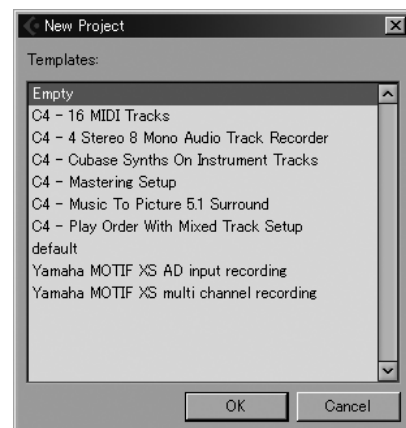 New Project
Templates:
Empty
C4 - 16 MIDI Tracks
C4 - 4 Stereo 8 Mono Audio Track Recorder
C4 - Cubase Synths On Instrument Tracks
C4 - Mastering Setup
C4 - Music To Picture 5.1 Surround
C4 - Play Order With Mixed Track Setup
default
Yamaha MOTIF XS AD input recording
Yamaha MOTIF XS multi channel recording
OK
Cancel